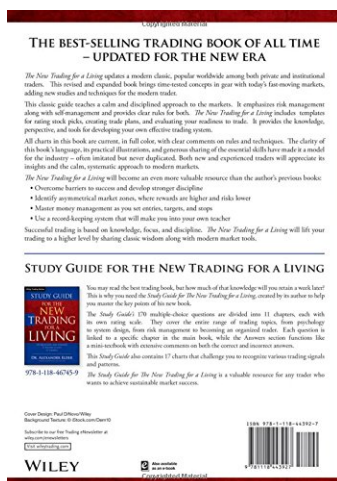 Copyrighted Material
THE BEST-SELLING TRADING BOOK OF ALL TIME
– UPDATED FOR THE NEW ERA
The New Trading for a Living updates a modern classic, popular worldwide among both private and institutional
traders. This revised and expanded book brings time-tested concepts in gear with today's fast-moving markets,
adding new studies and techniques for the modern trader.
This classic guide teaches a calm and disciplined approach to the markets. It emphasizes risk management
along with self-management and provides clear rules for both. The New Trading for a Living includes templates
for rating stock picks, creating trade plans, and evaluating your readiness to trade. It provides the knowledge,
perspective, and tools for developing your own effective trading system.
All charts in this book are current, in full color, with clear comments on rules and techniques. The clarity of
this book's language, its practical illustrations, and generous sharing of the essential skills have made it a model
for the industry – often imitated but never duplicated. Both new and experienced traders will appreciate its
insights and the calm, systematic approach to modern markets.
The New Trading for a Living will become an even more valuable resource than the author's previous books:
• Overcome barriers to success and develop stronger discipline
• Identify asymmetrical market zones, where rewards are higher and risks lower
• Master money management as you set entries, targets, and stops
• Use a record-keeping system that will make you into your own teacher
Successful trading is based on knowledge, focus, and discipline. The New Trading for a Living will lift your
trading to a higher level by sharing classic wisdom along with modern market tools.
STUDY GUIDE FOR THE NEW TRADING FOR A LIVING
STUDY GUIDE
FOR THE
NEW
TRADING
FOR A
LIVING
DR. ALEXANDER ELDER
978-1-118-46745-9
You may read the best trading book, but how much of that knowledge will you retain a week later?
This is why you need the Study Guide for The New Trading for a Living, created by its author to help
you master the key points of his new book.
The Study Guide's 170 multiple-choice questions are divided into 11 chapters, each with
its own rating scale. They cover the entire range of trading topics, from psychology
to system design, from risk management to becoming an organized trader. Each question is
linked to a specific chapter in the main book, while the Answers section functions like
a mini-textbook with extensive comments on both the correct and incorrect answers.
This Study Guide also contains 17 charts that challenge you to recognize various trading signals
and patterns.
The Study Guide for The New Trading for a Living is a valuable resource for any trader who
wants to achieve sustainable market success.
Cover Design: Paul DiNovo/Wiley
Background Texture: © iStock.com/
Subscribe to our free Trading eNewsletter at
wiley.com/enewsletters
Visit wileytrading.com
WILEY
Also available
as an e-book
ISBN 978-1-118-44392-7
9 781118 443927
Copyrighted Material